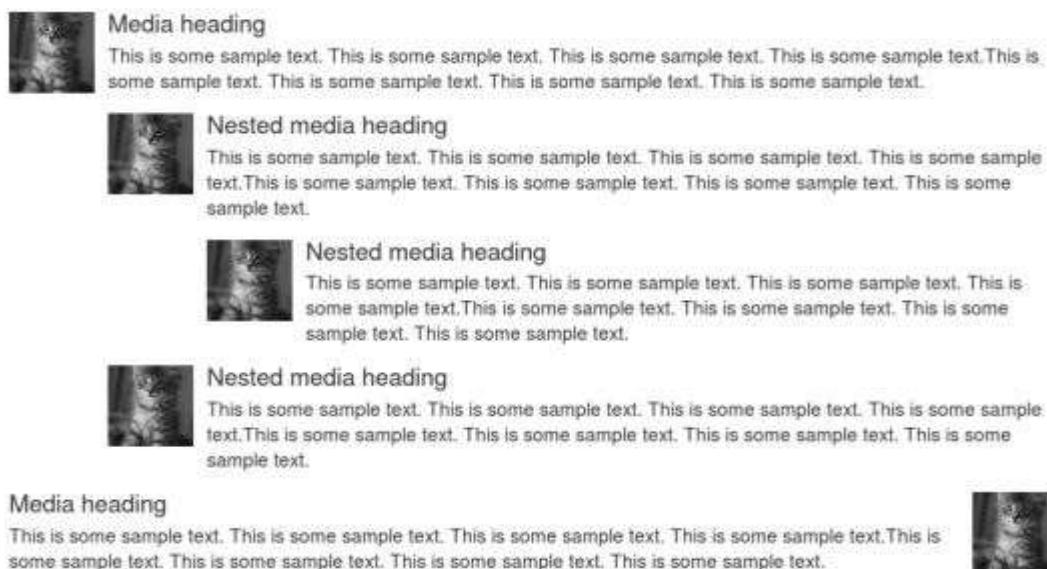 Media heading
This is some sample text. This is some sample text. This is some sample text. This is some sample text.This is
some sample text. This is some sample text. This is some sample text. This is some sample text.
Nested media heading
This is some sample text. This is some sample text. This is some sample text. This is some sample
text.This is some sample text. This is some sample text. This is some sample text. This is some
sample text.
Nested media heading
This is some sample text. This is some sample text. This is some sample text. This is
some sample text.This is some sample text. This is some sample text. This is some
sample text. This is some sample text.
Nested media heading
This is some sample text. This is some sample text. This is some sample text. This is some sample
text.This is some sample text. This is some sample text. This is some sample text. This is some
sample text.
Media heading
This is some sample text. This is some sample text. This is some sample text. This is some sample text.This is
some sample text. This is some sample text. This is some sample text. This is some sample text.